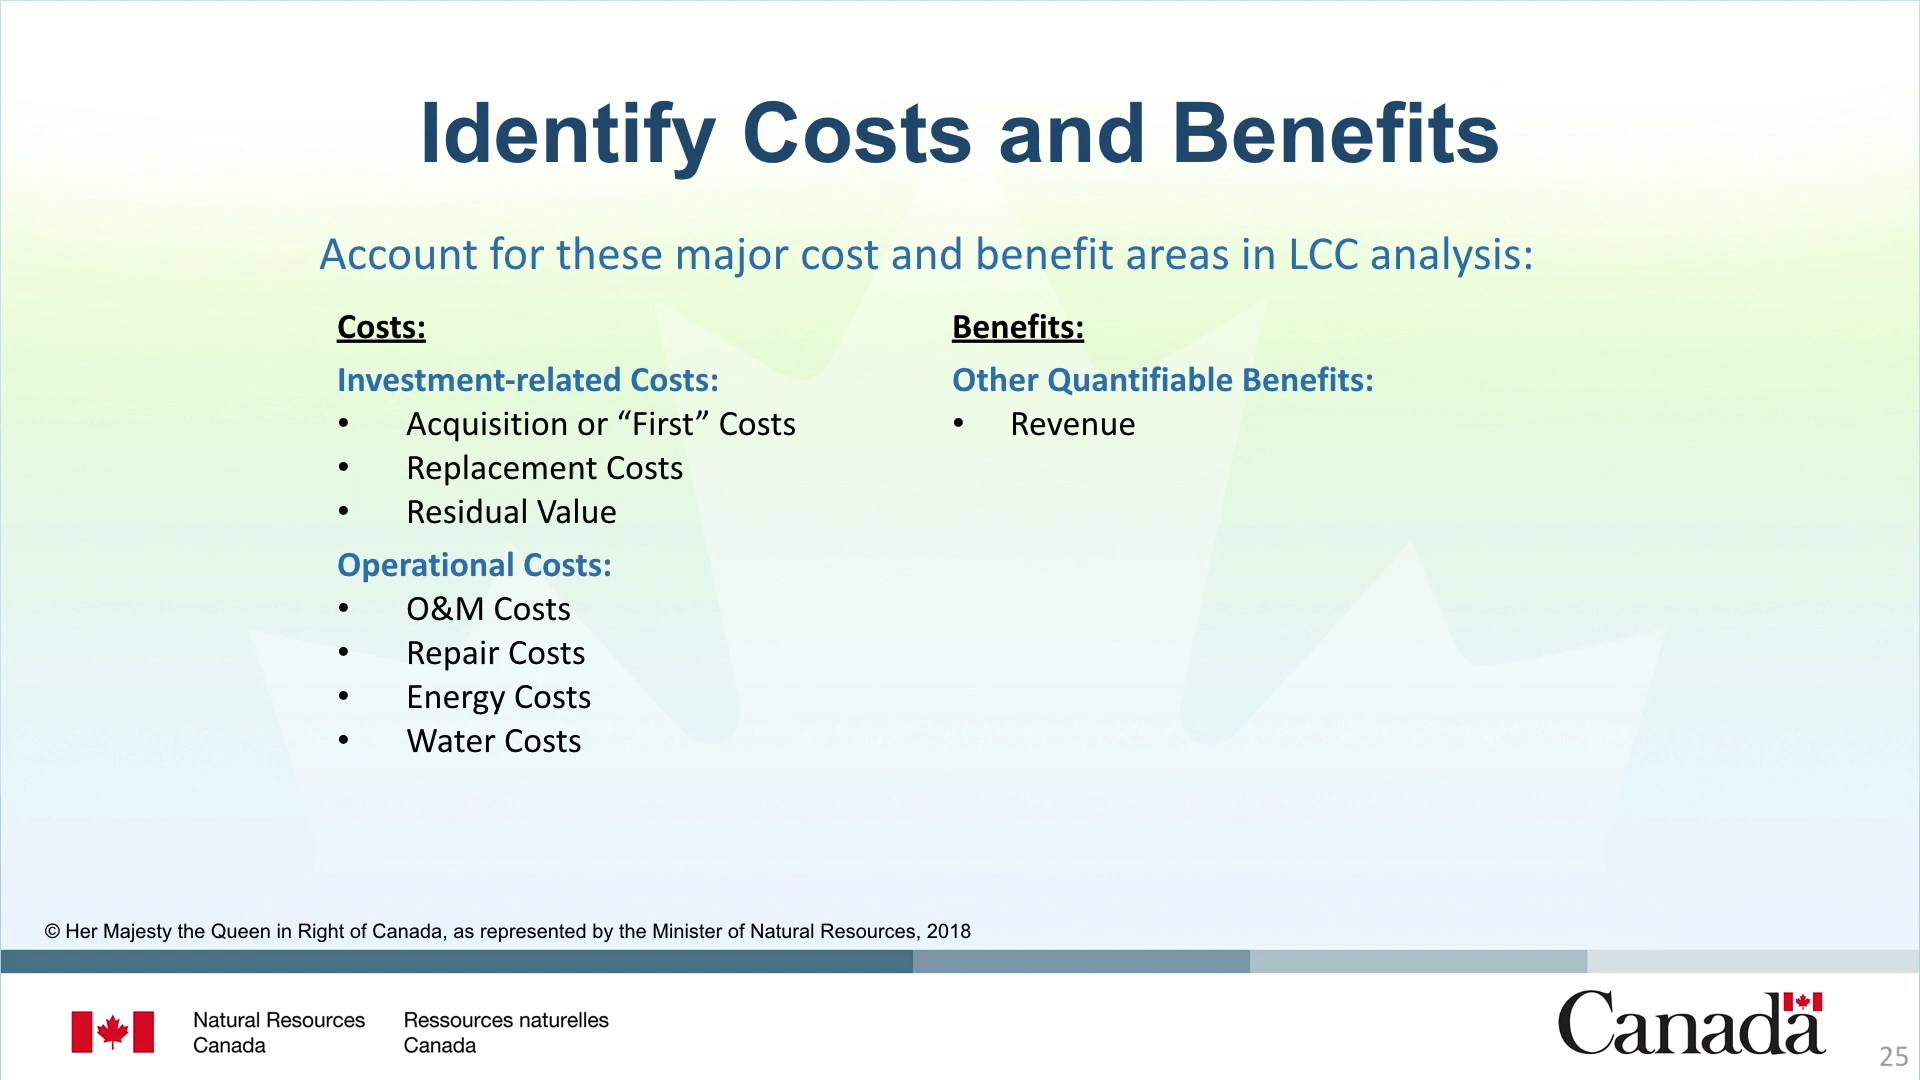 Identify Costs and Benefits
Account for these major cost and benefit areas in LCC analysis:
Costs:
Investment-related Costs:
• Acquisition or “First” Costs
• Replacement Costs
• Residual Value
Operational Costs:
• O&M Costs
• Repair Costs
• Energy Costs
• Water Costs
Benefits:
Other Quantifiable Benefits:
• Revenue
© Her Majesty the Queen in Right of Canada, as represented by the Minister of Natural Resources, 2018
Natural Resources
Canada
Ressources naturelles
Canada
Canada
25